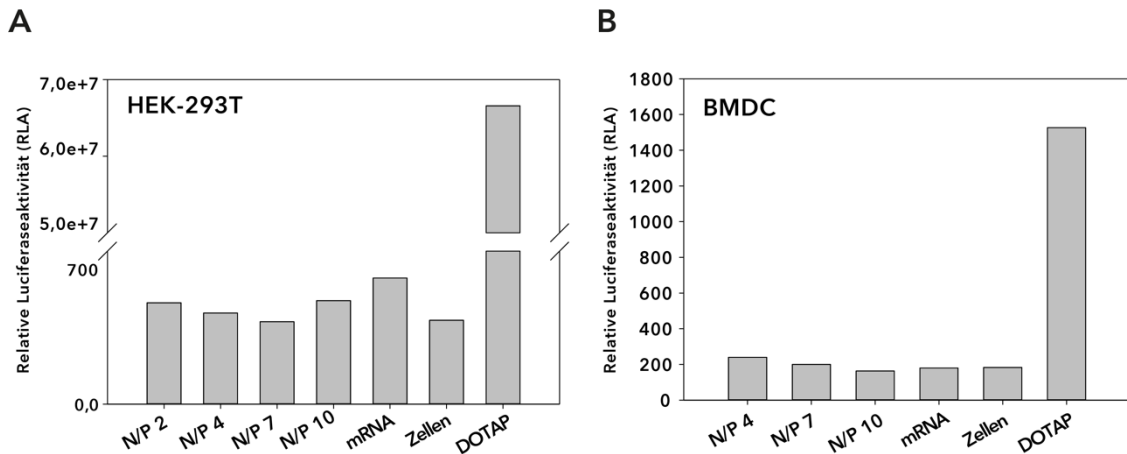 A
Relative Luciferaseaktivität (RLA)
7,0e+7
6,0e+7
5,0e+7
700
0,0
HEK-293T
N/P 2
N/P 4
N/P 7
N/P 10
mRNA
Zellen
DOTAP
B
Relative Luciferaseaktivität (RLA)
1800
1600
1400
1200
1000
800
600
400
200
0
BMDC
N/P 4
N/P 7
N/P 10
mRNA
Zellen
DOTAP